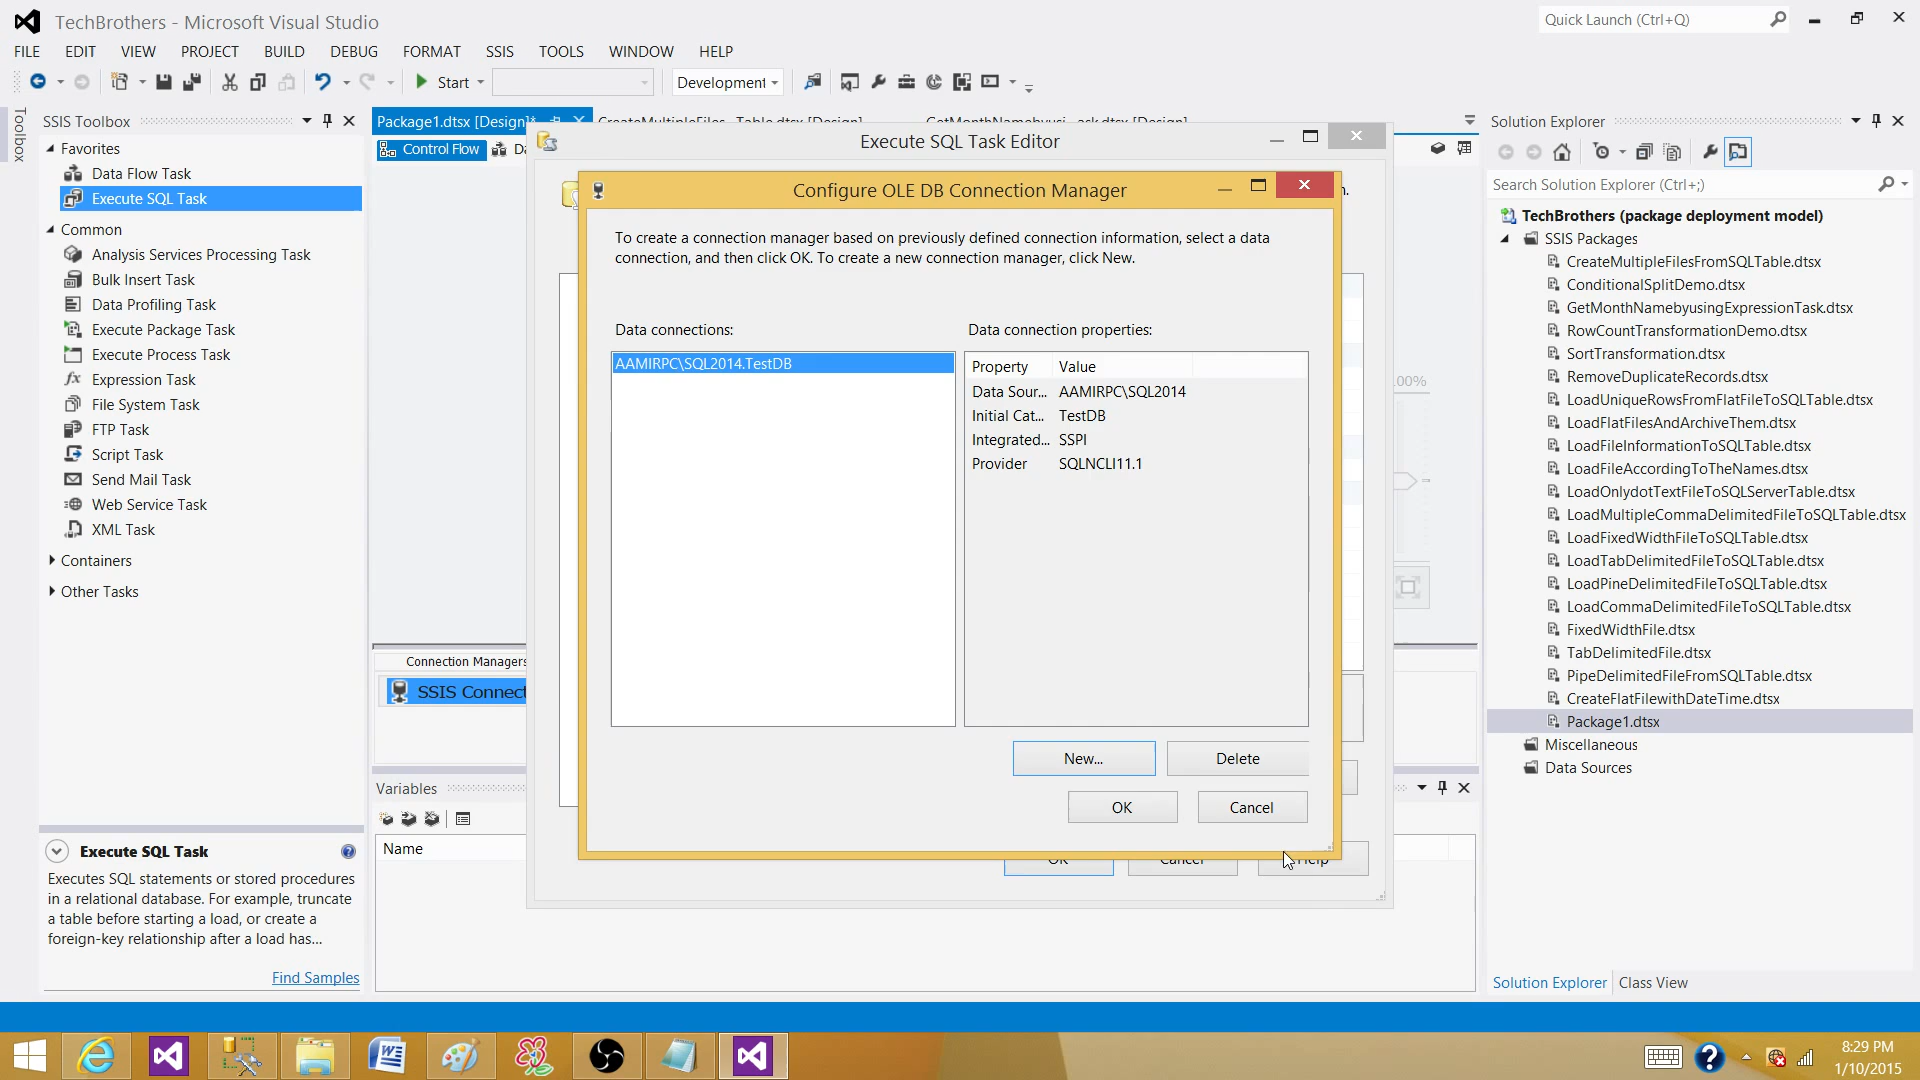 TechBrothers - Microsoft Visual Studio
Quick Launch (Ctrl+Q)
FILE EDIT VIEW PROJECT BUILD DEBUG FORMAT SSIS TOOLS WINDOW HELP
Start
Development
Toolbox
SSIS Toolbox
Favorites
Data Flow Task
Execute SQL Task
Common
Analysis Services Processing Task
Bulk Insert Task
Data Profiling Task
Execute Package Task
Execute Process Task
Expression Task
File System Task
FTP Task
Script Task
Send Mail Task
Web Service Task
XML Task
Containers
Other Tasks
Execute SQL Task
Executes SQL statements or stored procedures
in a relational database. For example, truncate
a table before starting a load, or create a
foreign-key relationship after a load has...
Find Samples
Package1.dtsx [Design]*
Control Flow
Execute SQL Task Editor
Configure OLE DB Connection Manager
To create a connection manager based on previously defined connection information, select a data
connection, and then click OK. To create a new connection manager, click New.
Data connections:
AAMIRPC\SQL2014.TestDB
Data connection properties:
Property Value
Data Sour... AAMIRPC\SQL2014
Initial Cat... TestDB
Integrated... SSPI
Provider SQLNCLI11.1
New... Delete
OK Cancel
OK Cancel Help
100%
Connection Managers
SSIS Connect
Variables
Name
Solution Explorer
Search Solution Explorer (Ctrl+;)
TechBrothers (package deployment model)
SSIS Packages
CreateMultipleFilesFromSQLTable.dtsx
ConditionalSplitDemo.dtsx
GetMonthNamebyusingExpressionTask.dtsx
RowCountTransformationDemo.dtsx
SortTransformation.dtsx
RemoveDuplicateRecords.dtsx
LoadUniqueRowsFromFlatFileToSQLTable.dtsx
LoadFlatFilesAndArchiveThem.dtsx
LoadFileInformationToSQLTable.dtsx
LoadFileAccordingToTheNames.dtsx
LoadOnlydotTextFileToSQLServerTable.dtsx
LoadMultipleCommaDelimitedFileToSQLTable.dtsx
LoadFixedWidthFileToSQLTable.dtsx
LoadTabDelimitedFileToSQLTable.dtsx
LoadPineDelimitedFileToSQLTable.dtsx
LoadCommaDelimitedFileToSQLTable.dtsx
FixedWidthFile.dtsx
TabDelimitedFile.dtsx
PipeDelimitedFileFromSQLTable.dtsx
CreateFlatFilewithDateTime.dtsx
Package1.dtsx
Miscellaneous
Data Sources
Solution Explorer Class View
8:29 PM
1/10/2015